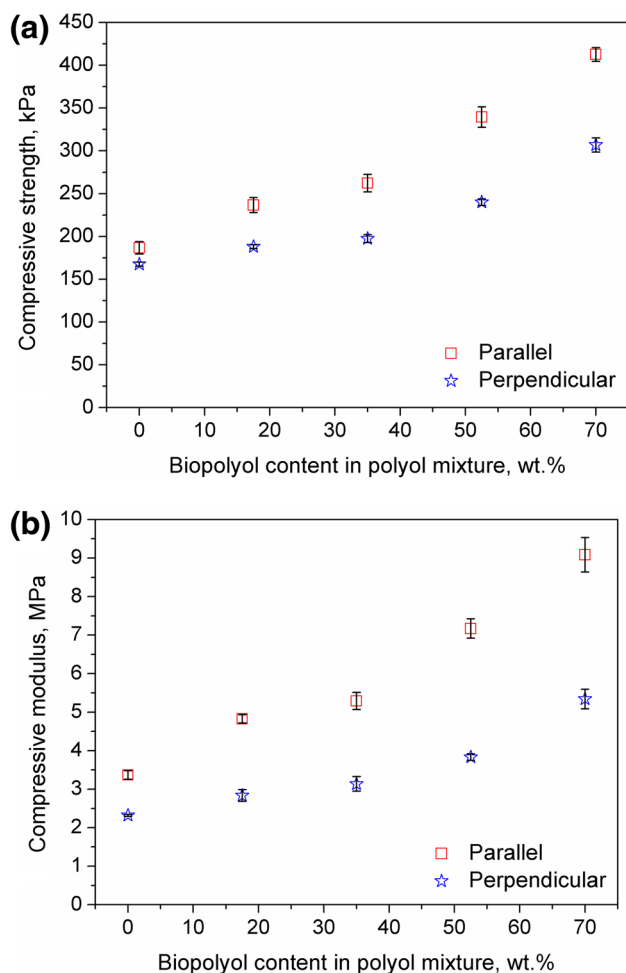 (a)
450
400
350
300
250
200
150
100
50
0
Compressive strength, kPa
Parallel
Perpendicular
0 10 20 30 40 50 60 70
Biopolyol content in polyol mixture, wt.%
(b)
10
9
8
7
6
5
4
3
2
1
0
Compressive modulus, MPa
Parallel
Perpendicular
0 10 20 30 40 50 60 70
Biopolyol content in polyol mixture, wt.%